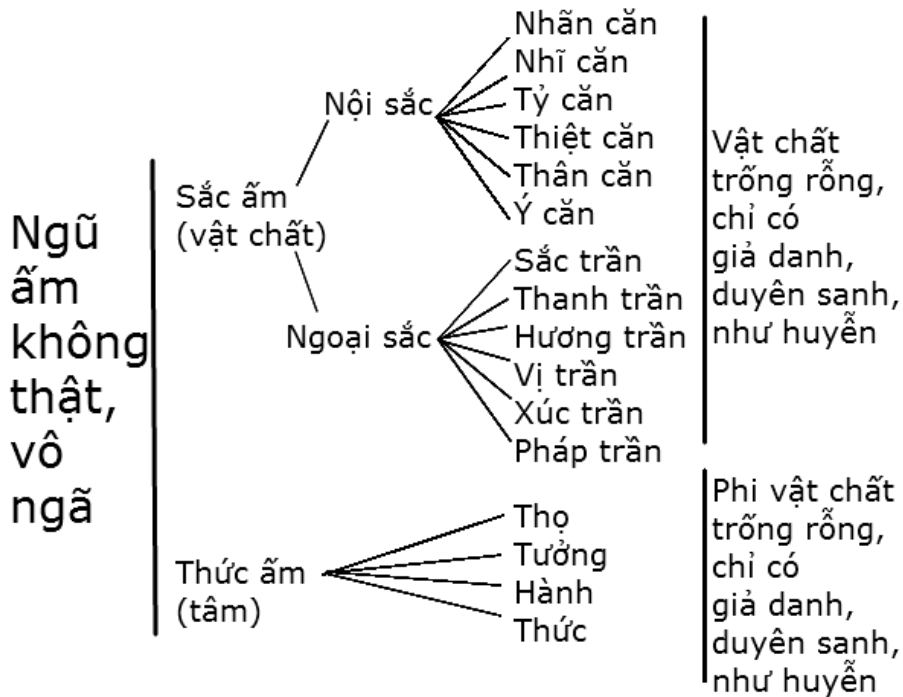 Ngũ
ấm
không
thật,
vô
ngã
Sắc ấm
(vật chất)
Nội sắc
Nhãn căn
Nhĩ căn
Tỷ căn
Thiệt căn
Thân căn
Ý căn
Ngoại sắc
Sắc trần
Thanh trần
Hương trần
Vị trần
Xúc trần
Pháp trần
Vật chất
trống rỗng,
chỉ có
giả danh,
duyên sanh,
như huyễn
Thức ấm
(tâm)
Thọ
Tưởng
Hành
Thức
Phi vật chất
trống rỗng,
chỉ có
giả danh,
duyên sanh,
như huyễn